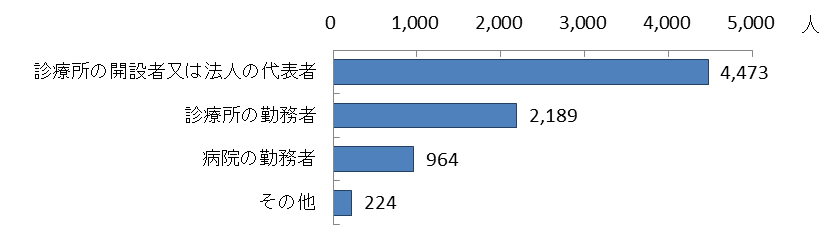 0 1,000 2,000 3,000 4,000 5,000 人
診療所の開設者又は法人の代表者 4,473
診療所の勤務者 2,189
病院の勤務者 964
その他 224